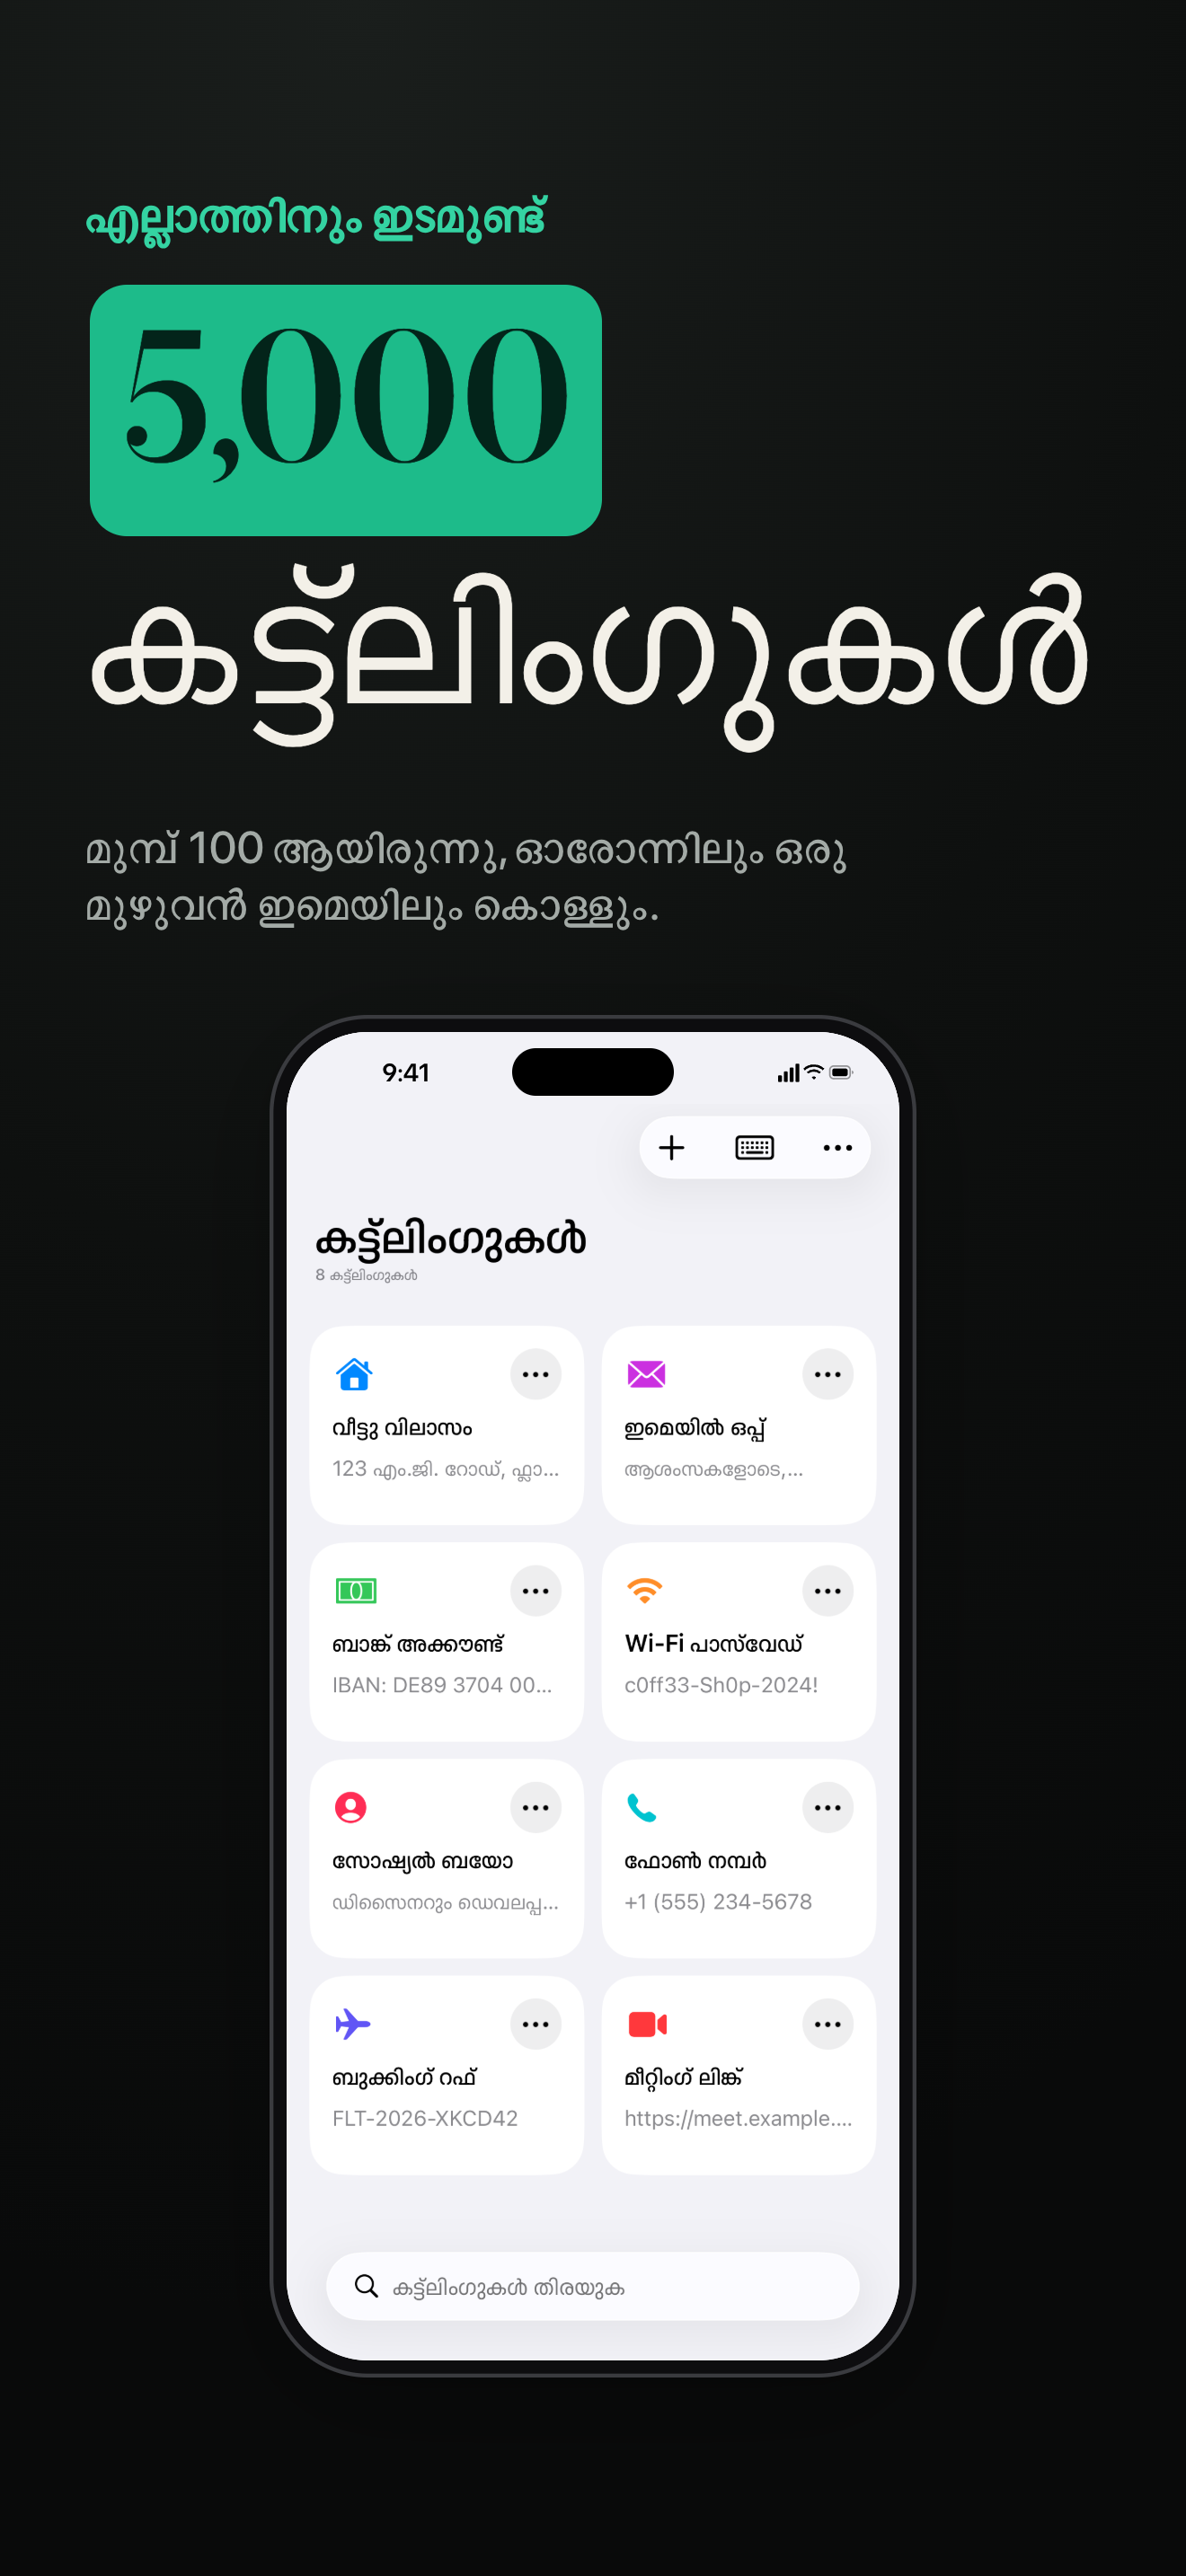 എല്ലാത്തിനും ഇടമുണ്ട്
5,000
കട്ട്ലിംഗുകൾ
മുമ്പ് 100 ആയിരുന്നു, ഓരോന്നിലും ഒരു
മുഴുവൻ ഇമെയിലും കൊള്ളും.
9:41
കട്ട്ലിംഗുകൾ
8 കട്ട്ലിംഗുകൾ
വീട്ടു വിലാസം
123 എം.ജി. റോഡ്, ഫ്ലാ...
ഇമെയിൽ ഒപ്പ്
ആശംസകളോടെ,...
ബാങ്ക് അക്കൗണ്ട്
IBAN: DE89 3704 00...
Wi-Fi പാസ്‌വേഡ്
c0ff33-Sh0p-2024!
സോഷ്യൽ ബയോ
ഡിസൈനറും ഡെവലപ്പ...
ഫോൺ നമ്പർ
+1 (555) 234-5678
ബുക്കിംഗ് റഫ്
FLT-2026-XKCD42
മീറ്റിംഗ് ലിങ്ക്
https://meet.example....
കട്ട്ലിംഗുകൾ തിരയുക